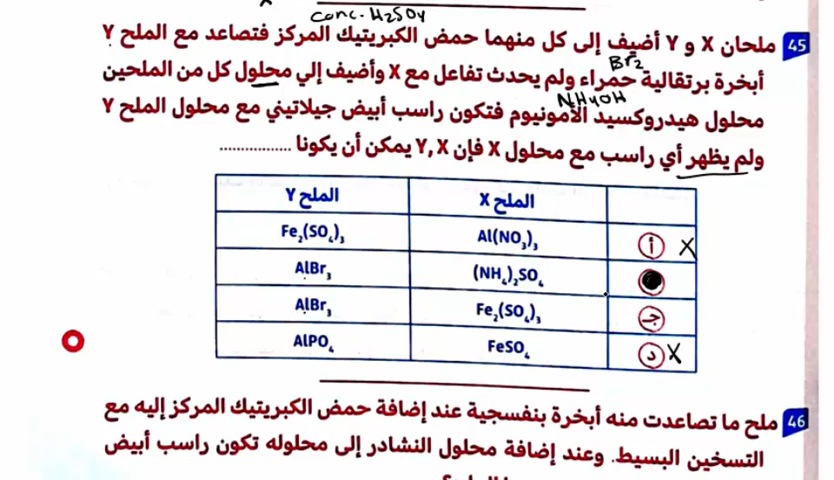 conc. H₂SO₄
45 ملحان X و Y أضيف إلى كل منهما حمض الكبريتيك المركز فتصاعد مع الملح Y
Br₂
أبخرة برتقالية حمراء ولم يحدث تفاعل مع X وأضيف إلي محلول كل من الملحين
NH₄OH
محلول هيدروكسيد الأمونيوم فتكون راسب أبيض جيلاتيني مع محلول الملح Y
ولم يظهر أي راسب مع محلول X فإن Y , X يمكن أن يكونا ..................
الملح X الملح Y
أ X Al(NO₃)₃ Fe₂(SO₄)₃
(NH₄)₂SO₄ AlBr₃
جـ Fe₂(SO₄)₃ AlBr₃
د X FeSO₄ AlPO₄
46 ملح ما تصاعدت منه أبخرة بنفسجية عند إضافة حمض الكبريتيك المركز إليه مع
التسخين البسيط. وعند إضافة محلول النشادر إلى محلوله تكون راسب أبيض